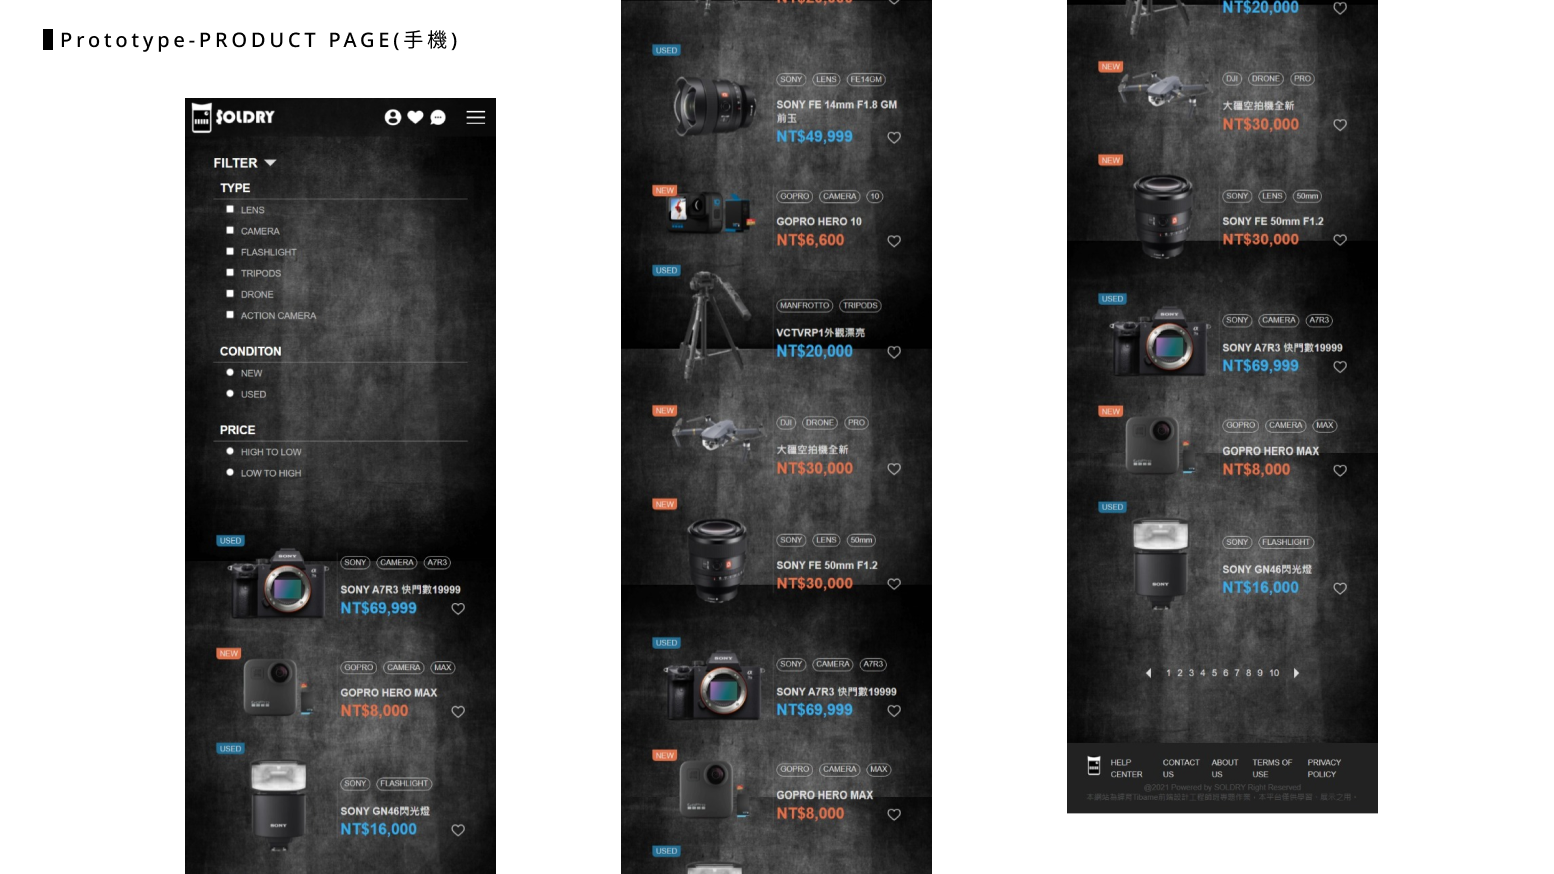 Prototype-PRODUCT PAGE(手機)
SOLDRY
FILTER
TYPE
LENS
CAMERA
FLASHLIGHT
TRIPODS
DRONE
ACTION CAMERA
CONDITON
NEW
USED
PRICE
HIGH TO LOW
LOW TO HIGH
USED
SONY CAMERA A7R3
SONY A7R3 快門數19999
NT$69,999
NEW
GOPRO CAMERA MAX
GOPRO HERO MAX
NT$8,000
USED
SONY FLASHLIGHT
SONY GN46閃光燈
NT$16,000
USED
SONY LENS FE14GM
SONY FE 14mm F1.8 GM
前玉
NT$49,999
NEW
GOPRO CAMERA 10
GOPRO HERO 10
NT$6,600
USED
MANFROTTO TRIPODS
VCTVRP1外觀漂亮
NT$20,000
NEW
DJI DRONE PRO
大疆空拍機全新
NT$30,000
NEW
SONY LENS 50mm
SONY FE 50mm F1.2
NT$30,000
USED
SONY CAMERA A7R3
SONY A7R3 快門數19999
NT$69,999
NEW
GOPRO CAMERA MAX
GOPRO HERO MAX
NT$8,000
USED
NT$20,000
NEW
DJI DRONE PRO
大疆空拍機全新
NT$30,000
NEW
SONY LENS 50mm
SONY FE 50mm F1.2
NT$30,000
USED
SONY CAMERA A7R3
SONY A7R3 快門數19999
NT$69,999
NEW
GOPRO CAMERA MAX
GOPRO HERO MAX
NT$8,000
USED
SONY FLASHLIGHT
SONY GN46閃光燈
NT$16,000
1 2 3 4 5 6 7 8 9 10
HELP CENTER
CONTACT US
ABOUT US
TERMS OF USE
PRIVACY POLICY
@2021 Powered by SOLDRY Right Reserved